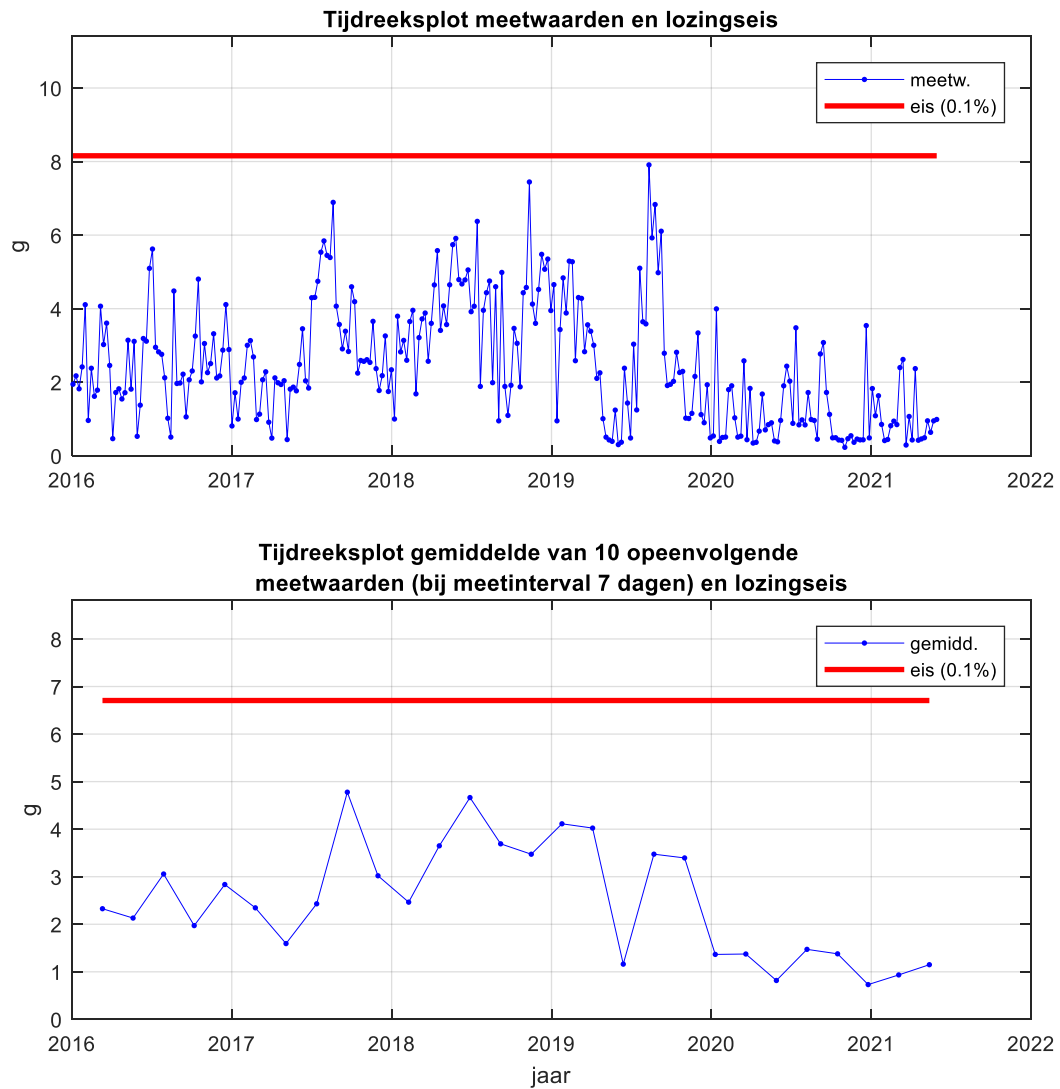 Tijdreeksplot meetwaarden en lozingseis
10
8
6
4
2
0
g
meetw.
eis (0.1%)
2016 2017 2018 2019 2020 2021 2022
Tijdreeksplot gemiddelde van 10 opeenvolgende
meetwaarden (bij meetinterval 7 dagen) en lozingseis
8
7
6
5
4
3
2
1
0
g
gemidd.
eis (0.1%)
2016 2017 2018 2019 2020 2021 2022
jaar